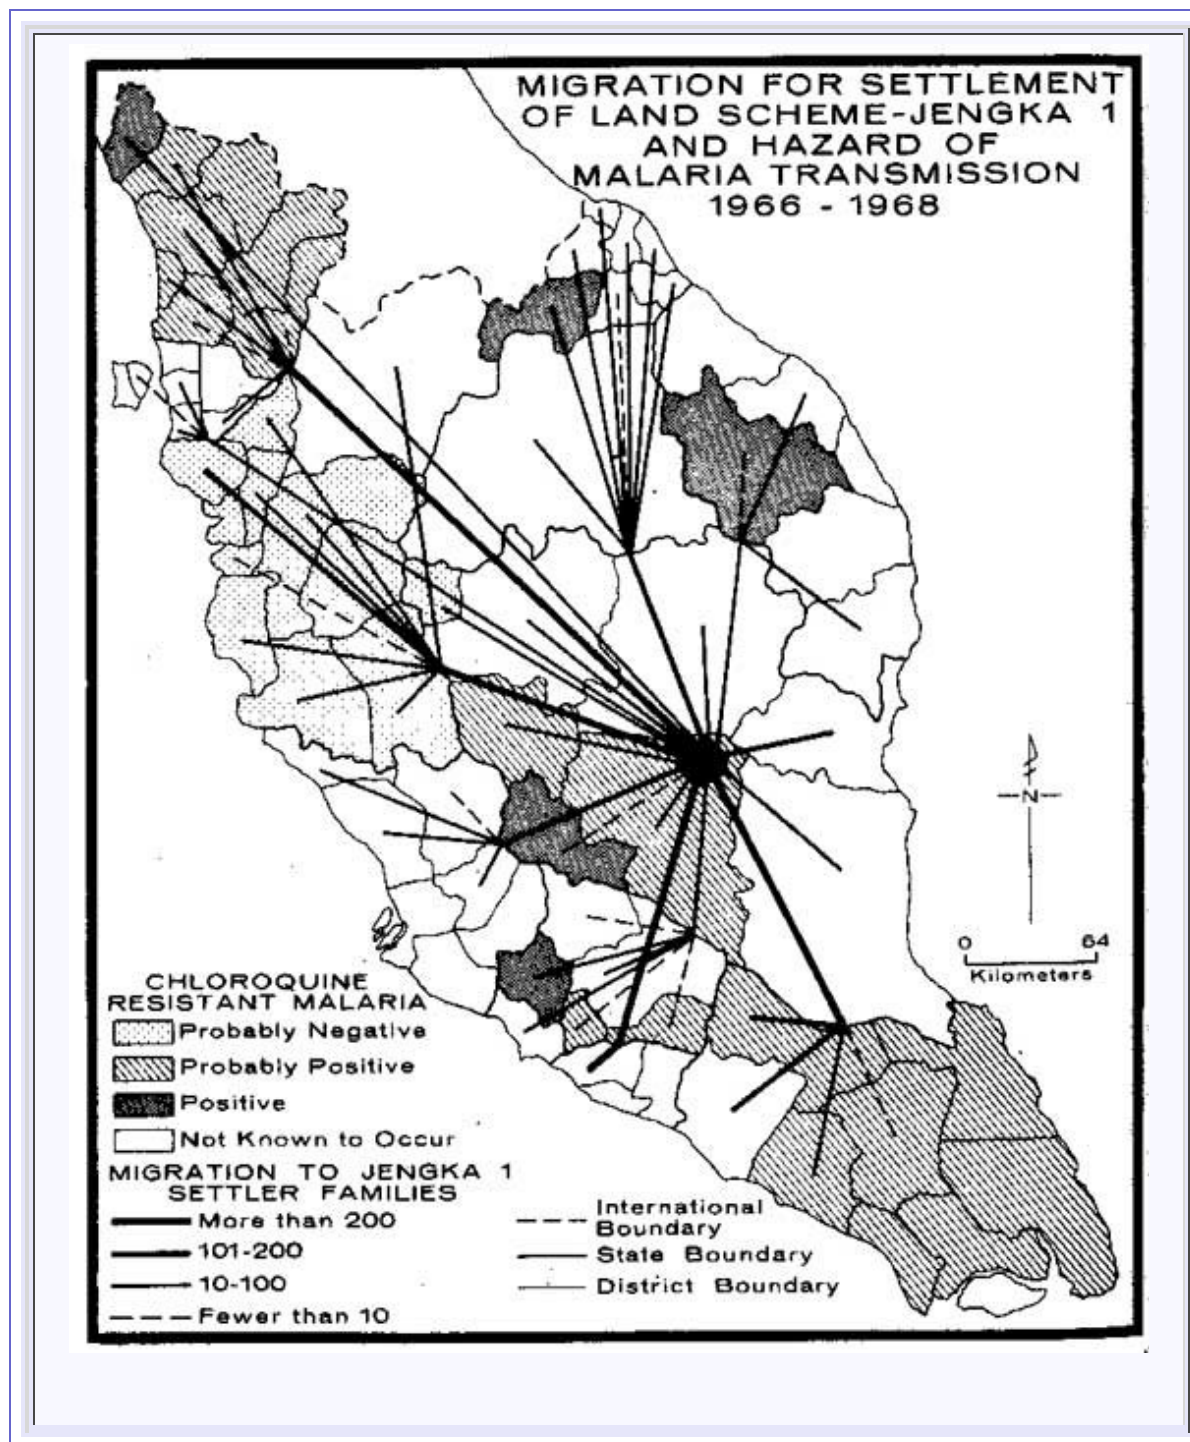 MIGRATION FOR SETTLEMENT
OF LAND SCHEME-JENGKA 1
AND HAZARD OF
MALARIA TRANSMISSION
1966 - 1968
N
0 64
Kilometers
CHLOROQUINE
RESISTANT MALARIA
Probably Negative
Probably Positive
Positive
Not Known to Occur
MIGRATION TO JENGKA 1
SETTLER FAMILIES
More than 200
101-200
10-100
Fewer than 10
International
Boundary
State Boundary
District Boundary